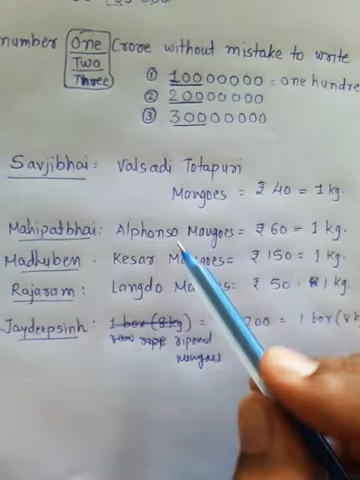 number One Crore without mistake to write
Two
Three
① 10000000 = one hundre
② 20000000
③ 30000000
Savjibhai: Valsadi Totapuri
Mangoes = ₹ 40 = 1 kg.
Mahipatbhai: Alphonso Mangoes = ₹ 60 = 1 kg.
Madhuben: Kesar Mangoes = ₹ 150 = 1 kg.
Rajaram: Langdo Ma es = ₹ 50 = 1 kg.
Jaydeepsinh: 1 box (8 kg) = 200 = 1 box (8 k
ripened
Mangoes